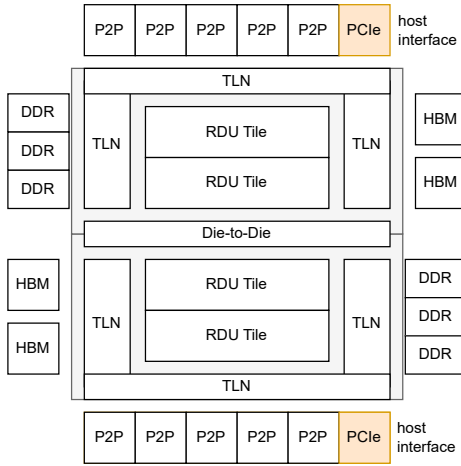 P2P P2P P2P P2P P2P PCIe host interface
TLN
DDR
DDR
DDR
TLN
RDU Tile
RDU Tile
TLN
HBM
HBM
Die-to-Die
HBM
HBM
TLN
RDU Tile
RDU Tile
TLN
DDR
DDR
DDR
TLN
P2P P2P P2P P2P P2P PCIe host interface